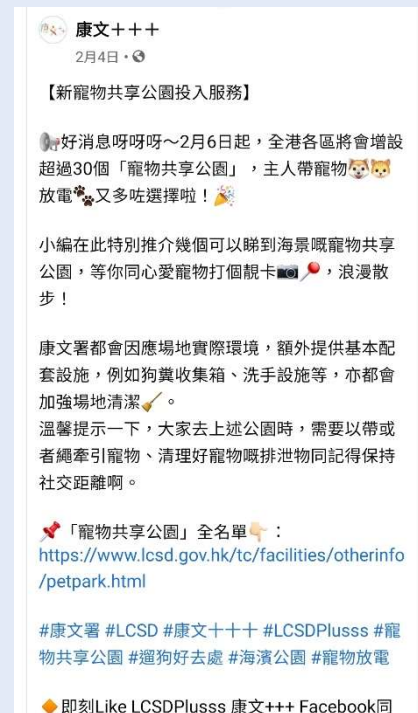 康文+++
2月4日
【新寵物共享公園投入服務】
好消息呀呀呀～2月6日起，全港各區將會增設
超過30個「寵物共享公園」，主人帶寵物
放電又多咗選擇啦！
小編在此特別推介幾個可以睇到海景嘅寵物共享
公園，等你同心愛寵物打個靚卡，浪漫散
步！
康文署都會因應場地實際環境，額外提供基本配
套設施，例如狗糞收集箱、洗手設施等，亦都會
加強場地清潔。
溫馨提示一下，大家去上述公園時，需要以帶或
者繩牽引寵物、清理好寵物嘅排泄物同記得保持
社交距離啊。
「寵物共享公園」全名單：
https://www.lcsd.gov.hk/tc/facilities/otherinfo
/petpark.html
#康文署 #LCSD #康文十十十 #LCSDPlusss #寵
物共享公園 #遛狗好去處 #海濱公園 #寵物放電
即刻Like LCSDPlusss 康文+++ Facebook同